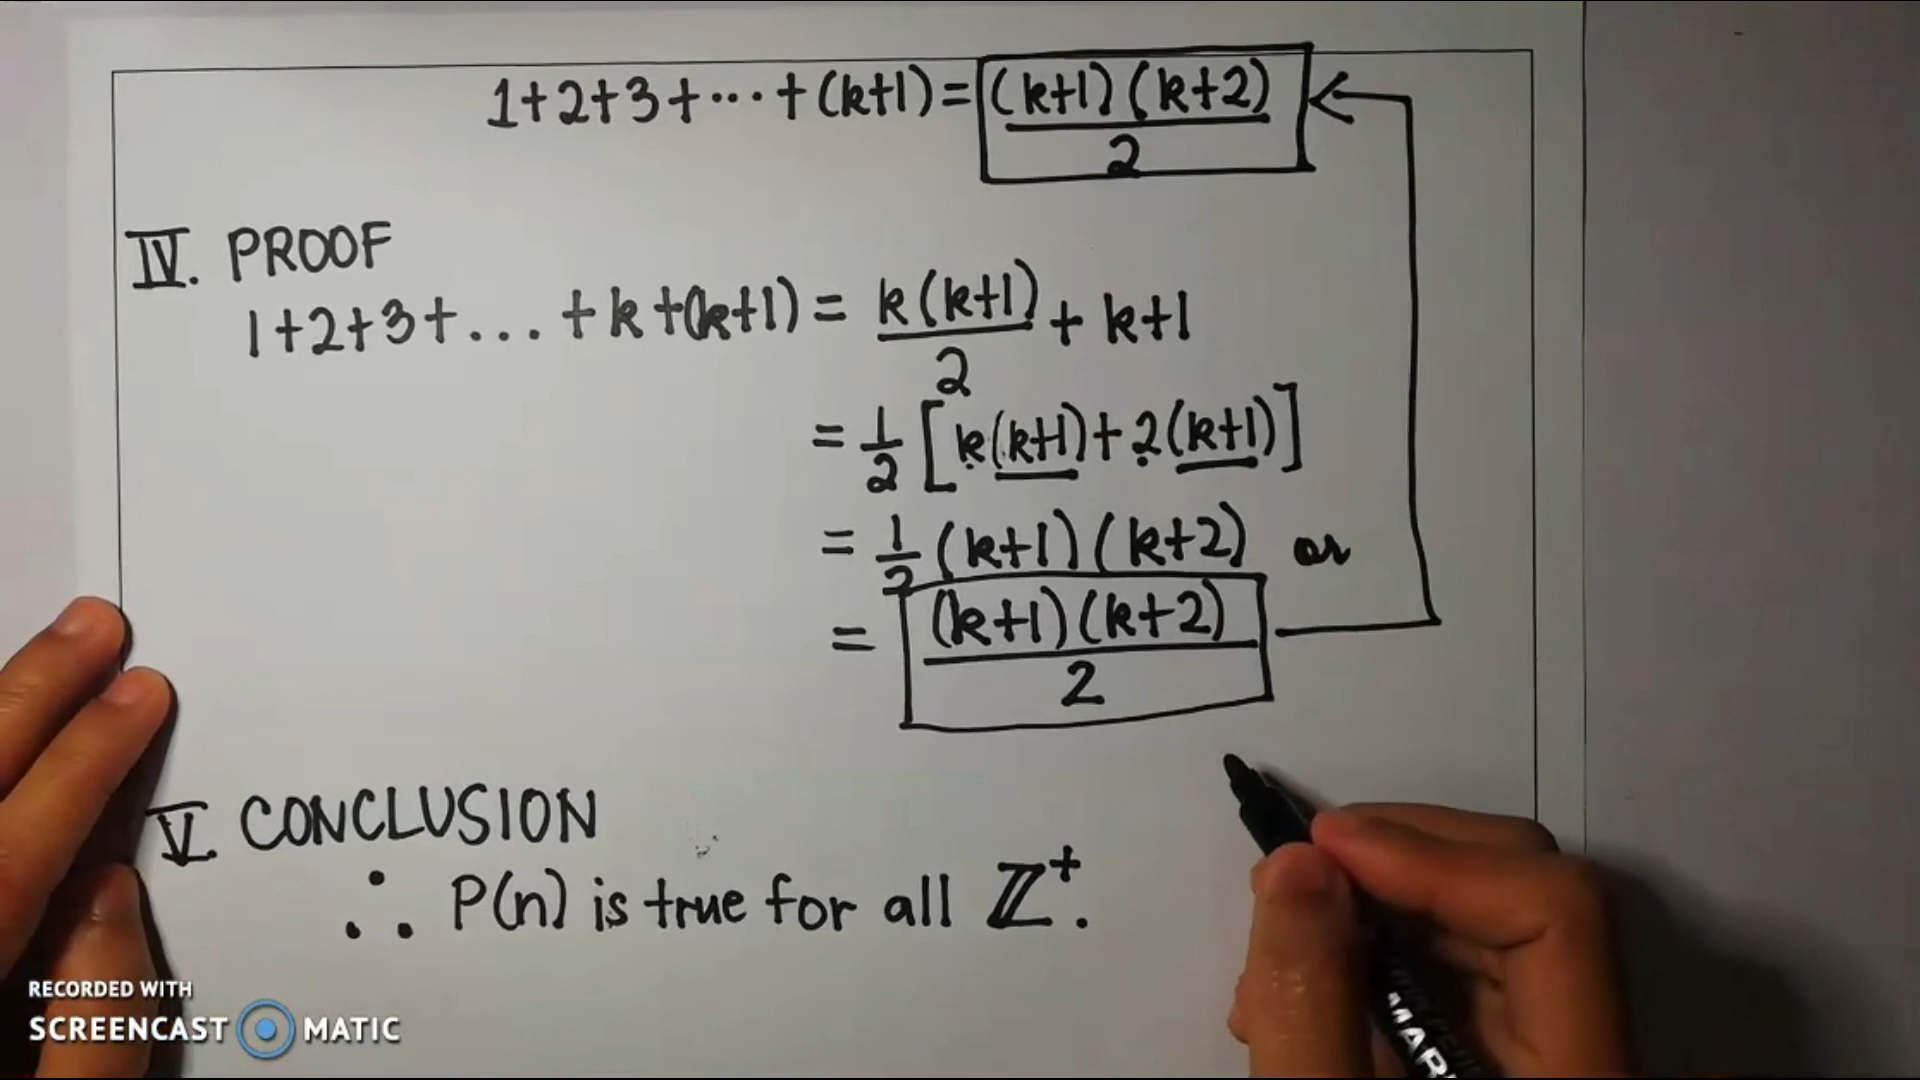 1+2+3+···+(k+1)=(k+1)(k+2)/2
IV. PROOF
1+2+3+...+k+(k+1)=k(k+1)/2+k+1
=1/2[k(k+1)+2(k+1)]
=1/2(k+1)(k+2) or
=(k+1)(k+2)/2
V. CONCLUSION
∴ P(n) is true for all ℤ⁺.
RECORDED WITH
SCREENCAST MATIC
MAR